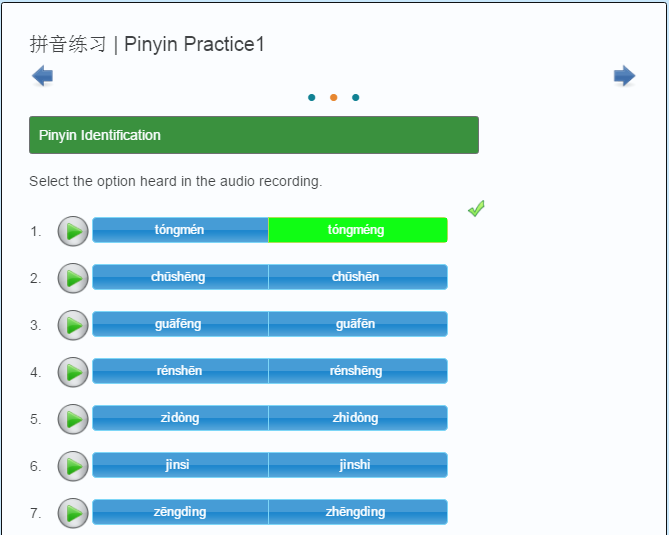 拼音练习 | Pinyin Practice1
Pinyin Identification
Select the option heard in the audio recording.
1. tóngmén tóngméng
2. chūshēng chūshēn
3. guāfēng guāfēn
4. rénshēn rénshēng
5. zìdòng zhìdòng
6. jìnsì jìnshì
7. zēngdìng zhēngdìng